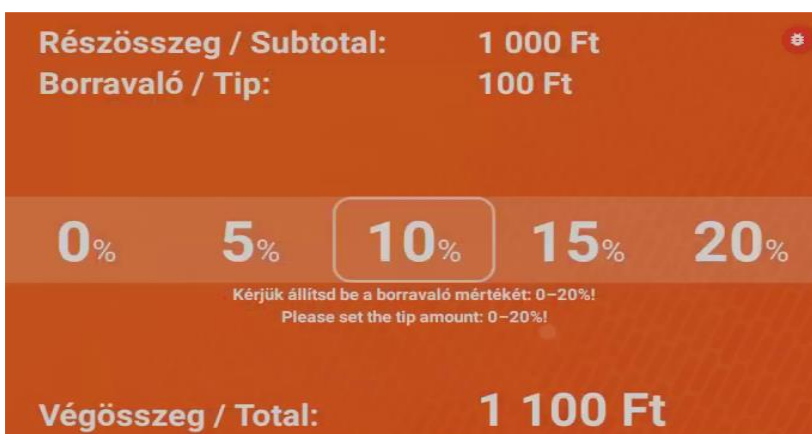 Részösszeg / Subtotal: 1 000 Ft
Borravaló / Tip: 100 Ft
0% 5% 10% 15% 20%
Kérjük állítsd be a borravaló mértékét: 0–20%!
Please set the tip amount: 0–20%!
Végösszeg / Total: 1 100 Ft